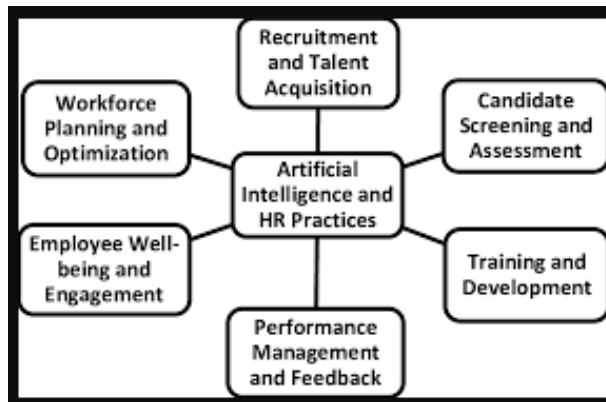 Recruitment
and Talent
Acquisition
Workforce
Planning and
Optimization
Candidate
Screening and
Assessment
Artificial
Intelligence and
HR Practices
Employee Well-
being and
Engagement
Training and
Development
Performance
Management
and Feedback